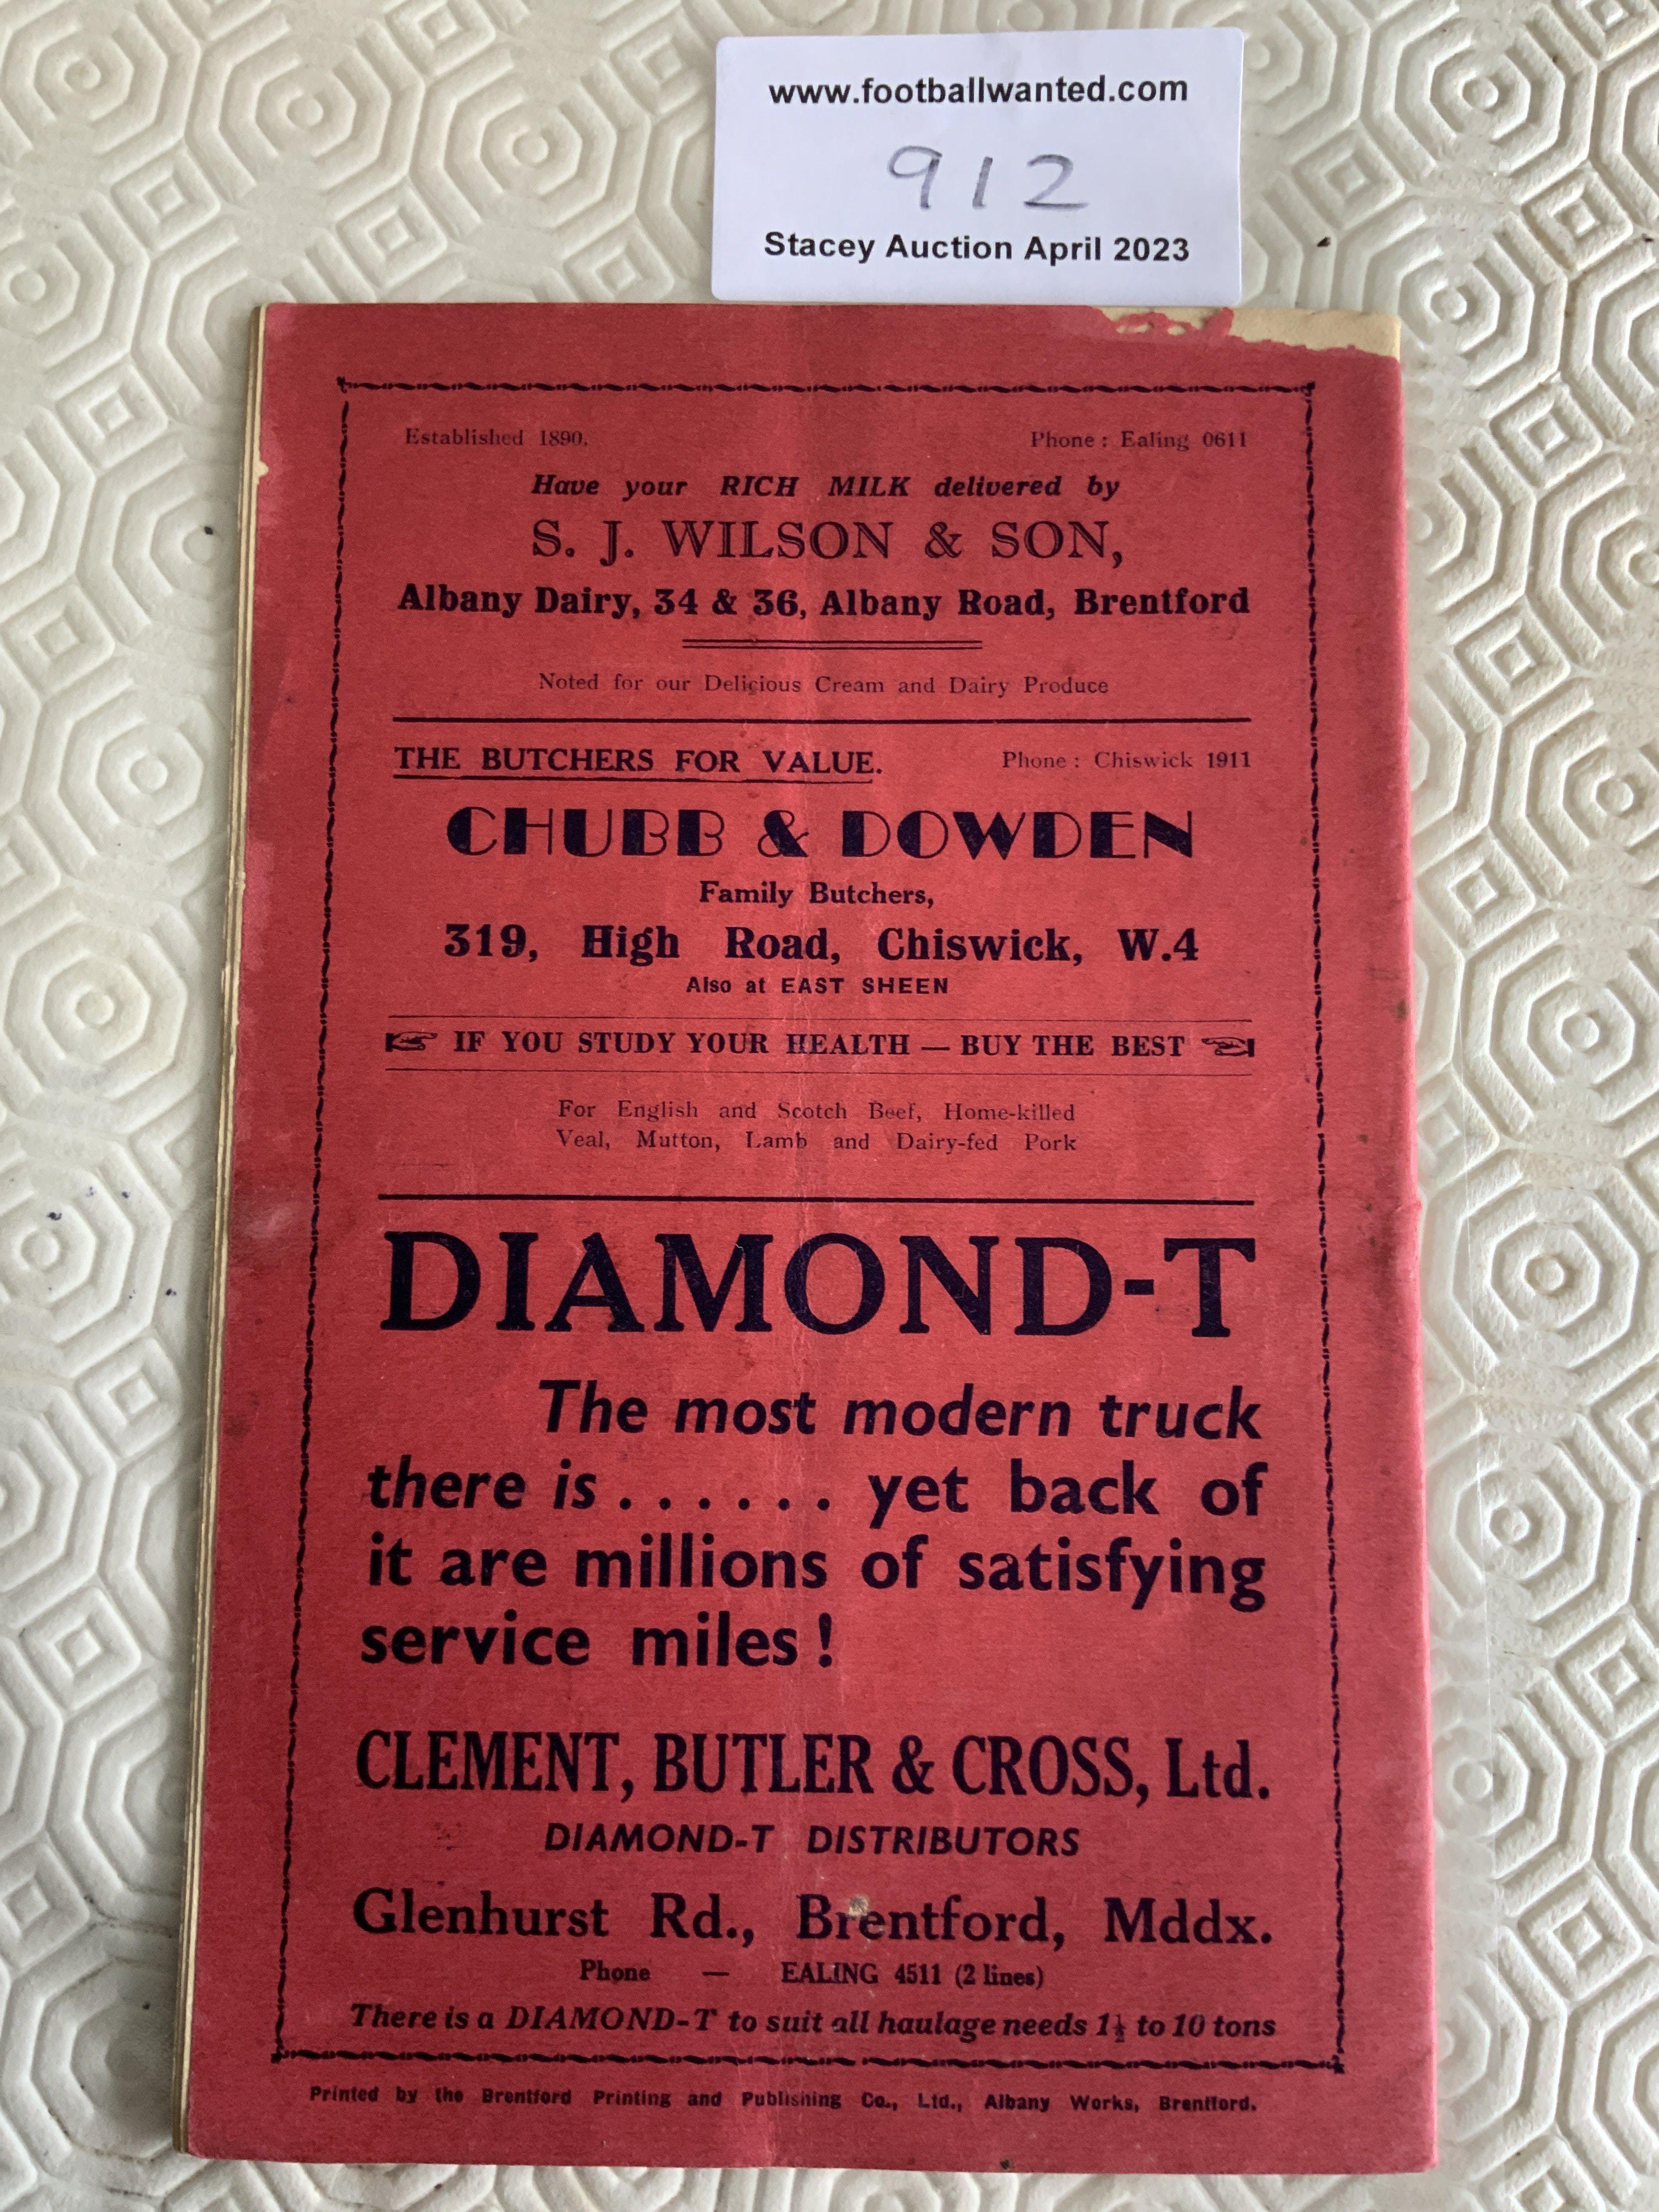 www.footballwanted.com
912
Stacey Auction April 2023
Established 1890. Phone : Ealing 0611
Have your RICH MILK delivered by
S. J. WILSON & SON,
Albany Dairy, 34 & 36, Albany Road, Brentford
Noted for our Delicious Cream and Dairy Produce
THE BUTCHERS FOR VALUE. Phone : Chiswick 1911
CHUBB & DOWDEN
Family Butchers,
319, High Road, Chiswick, W.4
Also at EAST SHEEN
IF YOU STUDY YOUR HEALTH — BUY THE BEST
For English and Scotch Beef, Home-killed
Veal, Mutton, Lamb and Dairy-fed Pork
DIAMOND-T
The most modern truck
there is . . . . . . yet back of
it are millions of satisfying
service miles !
CLEMENT, BUTLER & CROSS, Ltd.
DIAMOND-T DISTRIBUTORS
Glenhurst Rd., Brentford, Mddx.
Phone — EALING 4511 (2 lines)
There is a DIAMOND-T to suit all haulage needs 1½ to 10 tons
Printed by the Brentford Printing and Publishing Co., Ltd., Albany Works, Brentford.